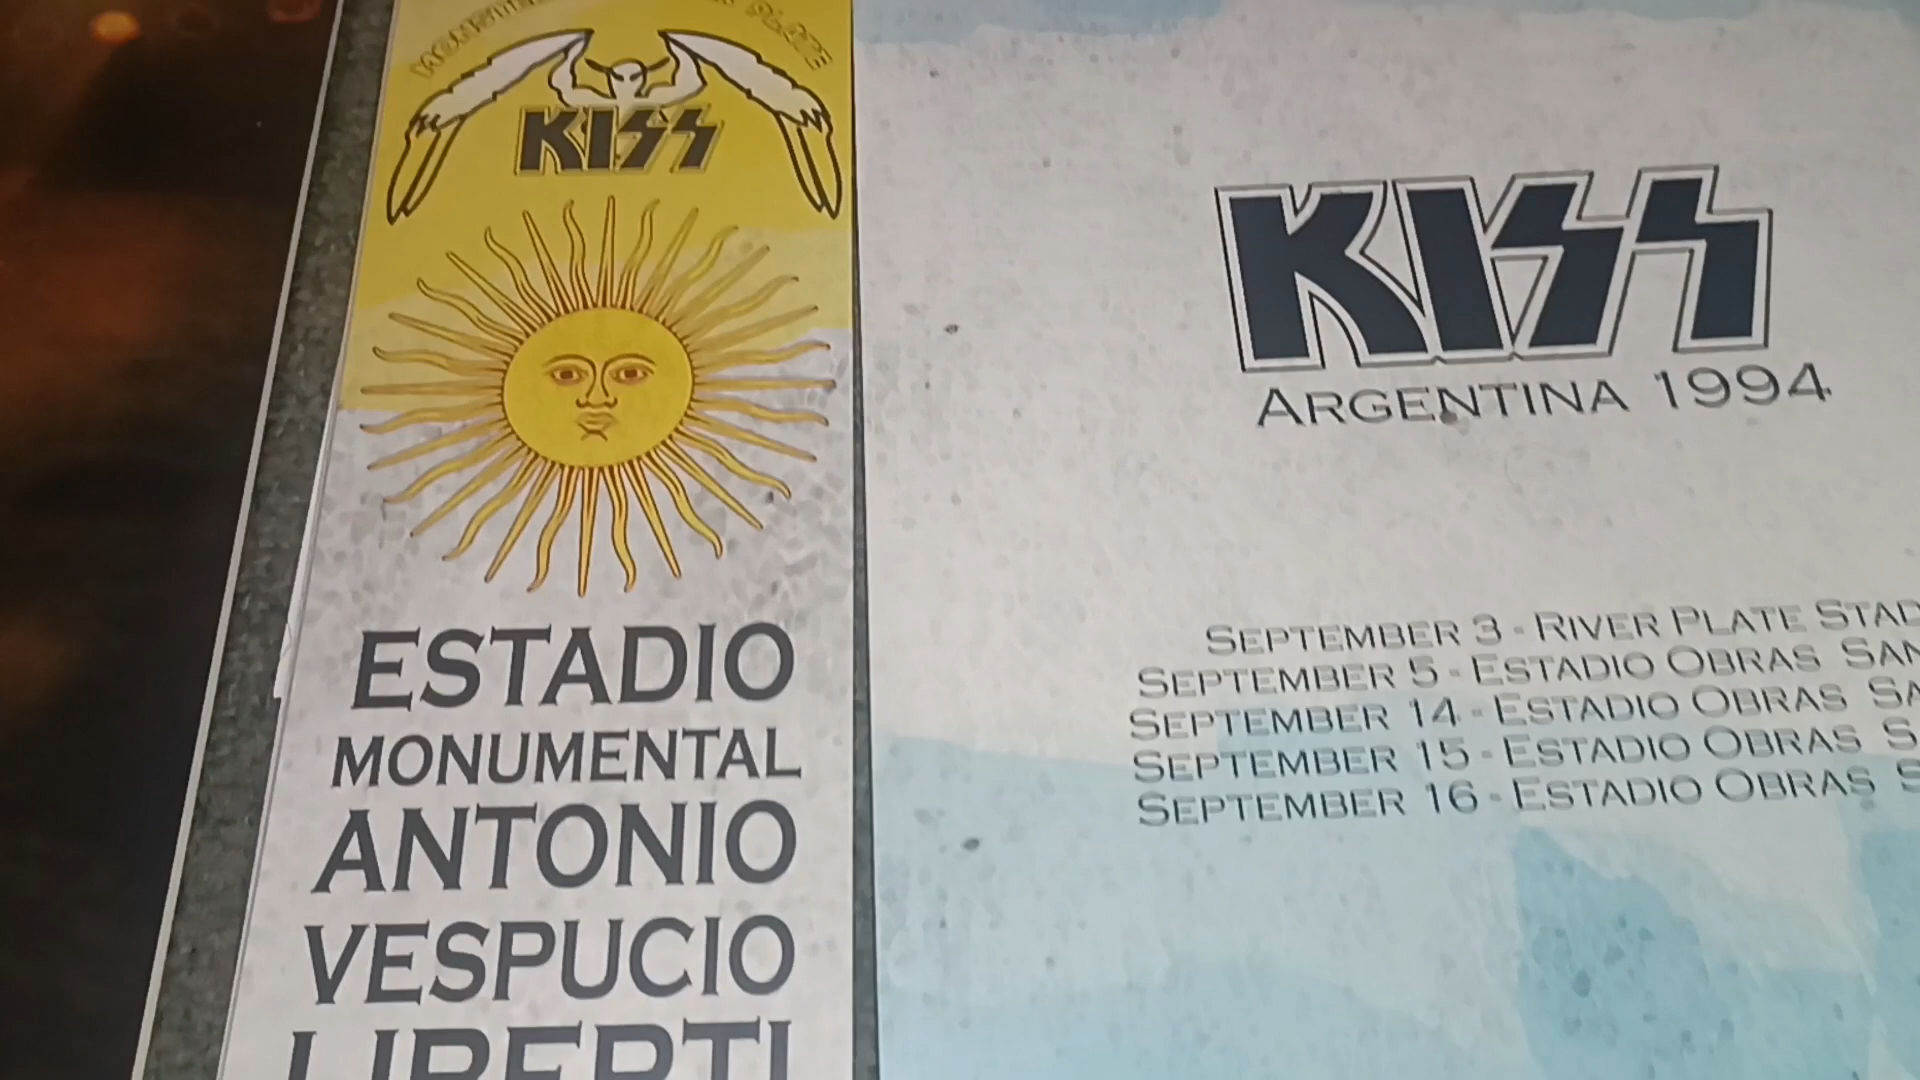 KISS
ESTADIO
MONUMENTAL
ANTONIO
VESPUCIO
LIBERTI
KISS
ARGENTINA 1994
SEPTEMBER 3 - RIVER PLATE
SEPTEMBER 5 - ESTADIO OBRAS
SEPTEMBER 14 - ESTADIO OBRAS
SEPTEMBER 15 - ESTADIO OBRAS
SEPTEMBER 16 - ESTADIO OBRAS